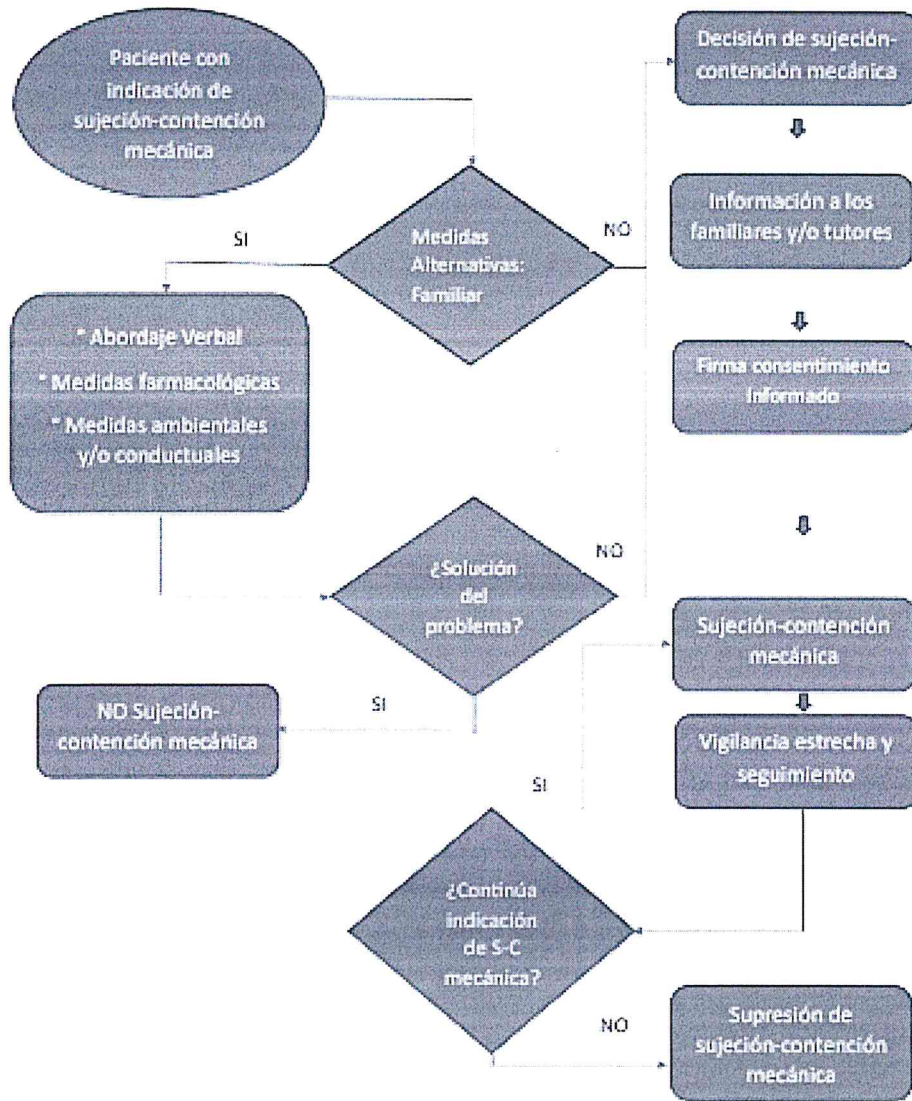 Paciente con
indicación de
sujeción-contención
mecánica
Decisión de sujeción-
contención mecánica
Medidas
Alternativas:
Familiar
SI
NO
Información a los
familiares y/o tutores
* Abordaje Verbal
* Medidas farmacológicas
* Medidas ambientales
y/o conductuales
Firma consentimiento
Informado
¿Solución
del
problema?
NO
SI
NO Sujeción-
contención mecánica
Sujeción-contención
mecánica
Vigilancia estrecha y
seguimiento
SI
¿Continúa
indicación
de S-C
mecánica?
NO
Supresión de
sujeción-contención
mecánica